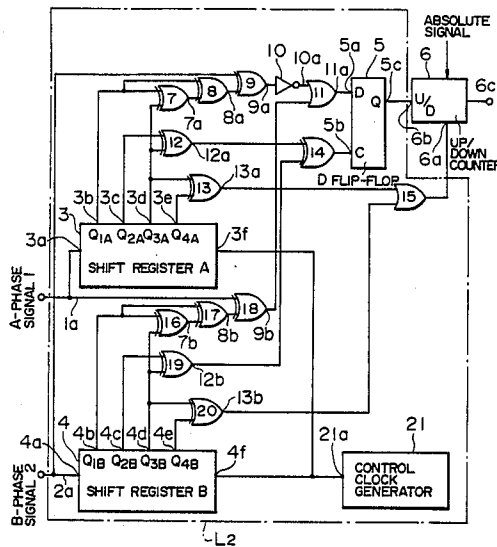 ABSOLUTE
SIGNAL
10 10a 5a 5 5c 6
9 11a
8 11 D Q U/D 6c
7 9a
7a 8a 5b 6b
12 14 C 6a UP/
DOWN
COUNTER
12a
D FLIP-FLOP
13 13a 15
3b 3c 3d 3e
3
3a Q1A Q2A Q3A Q4A 3f
SHIFT REGISTER A
A-PHASE
SIGNAL 1
1a
18
17 9b
16 8b
7b
19
12b
20 13b
4b 4c 4d 4e
4
4a Q1B Q2B Q3B Q4B 4f 21a 21
SHIFT REGISTER B
CONTROL
CLOCK
GENERATOR
B-PHASE
SIGNAL 2
2a
L2